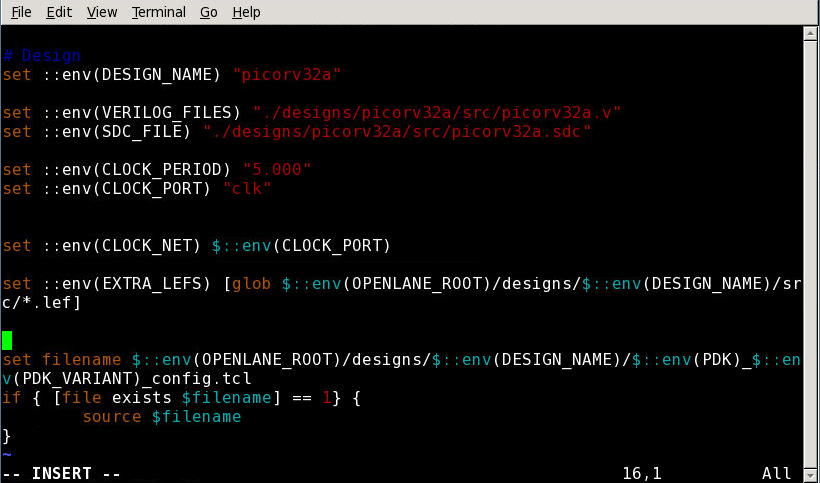 File Edit View Terminal Go Help
# Design
set ::env(DESIGN_NAME) "picorv32a"
set ::env(VERILOG_FILES) "./designs/picorv32a/src/picorv32a.v"
set ::env(SDC_FILE) "./designs/picorv32a/src/picorv32a.sdc"
set ::env(CLOCK_PERIOD) "5.000"
set ::env(CLOCK_PORT) "clk"
set ::env(CLOCK_NET) $::env(CLOCK_PORT)
set ::env(EXTRA_LEFS) [glob $::env(OPENLANE_ROOT)/designs/$::env(DESIGN_NAME)/sr
c/*.lef]
set filename $::env(OPENLANE_ROOT)/designs/$::env(DESIGN_NAME)/$::env(PDK)_$::en
v(PDK_VARIANT)_config.tcl
if { [file exists $filename] == 1} {
        source $filename
}
~
-- INSERT -- 16,1 All